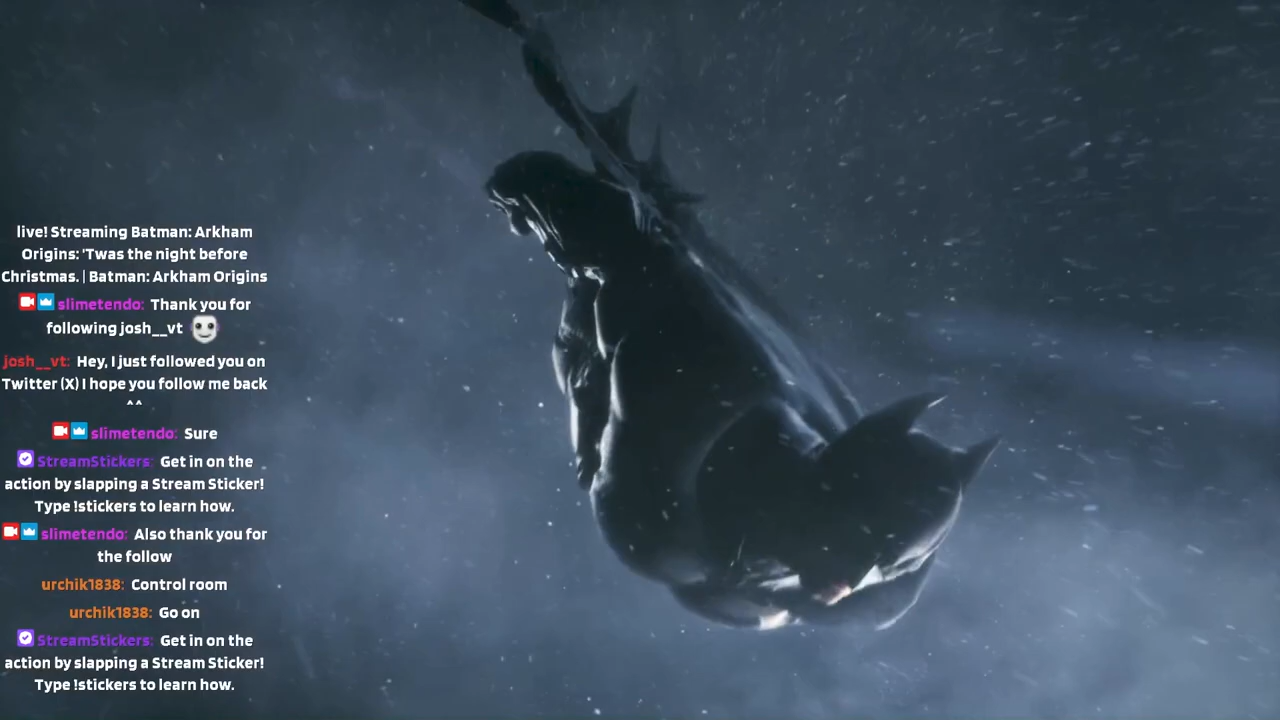 live! Streaming Batman: Arkham
Origins: 'Twas the night before
Christmas. | Batman: Arkham Origins
slimetendo: Thank you for
following josh__vt
josh__vt: Hey, I just followed you on
Twitter (X) I hope you follow me back
^^
slimetendo: Sure
StreamStickers: Get in on the
action by slapping a Stream Sticker!
Type !stickers to learn how.
slimetendo: Also thank you for
the follow
urchik1838: Control room
urchik1838: Go on
StreamStickers: Get in on the
action by slapping a Stream Sticker!
Type !stickers to learn how.